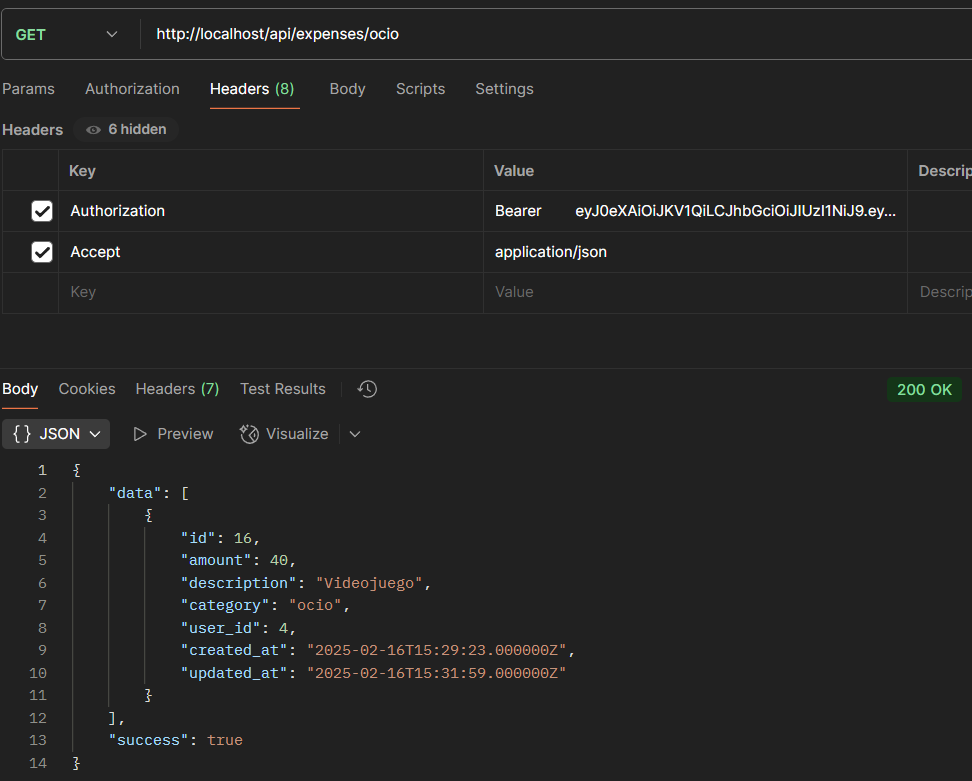 GET http://localhost/api/expenses/ocio
Params Authorization Headers (8) Body Scripts Settings
Headers 6 hidden
Key Value Descrip
Authorization Bearer eyJ0eXAiOiJKV1QiLCJhbGciOiJIUzI1NiJ9.ey...
Accept application/json
Key Value Descrip
Body Cookies Headers (7) Test Results 200 OK
{} JSON Preview Visualize
1 {
2 "data": [
3 {
4 "id": 16,
5 "amount": 40,
6 "description": "Videojuego",
7 "category": "ocio",
8 "user_id": 4,
9 "created_at": "2025-02-16T15:29:23.000000Z",
10 "updated_at": "2025-02-16T15:31:59.000000Z"
11 }
12 ],
13 "success": true
14 }